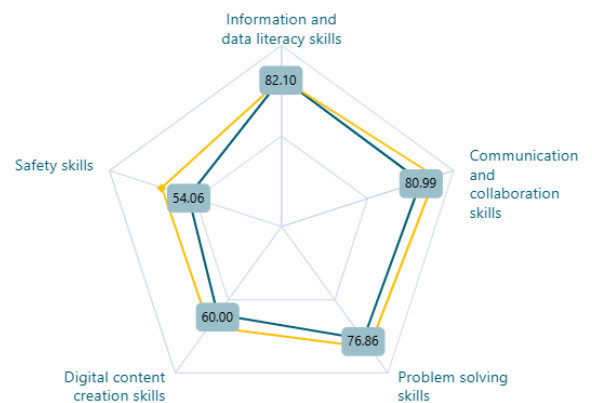 Information and
data literacy skills
82.10
Communication
and
collaboration
skills
80.99
Safety skills
54.06
60.00
76.86
Digital content
creation skills
Problem solving
skills